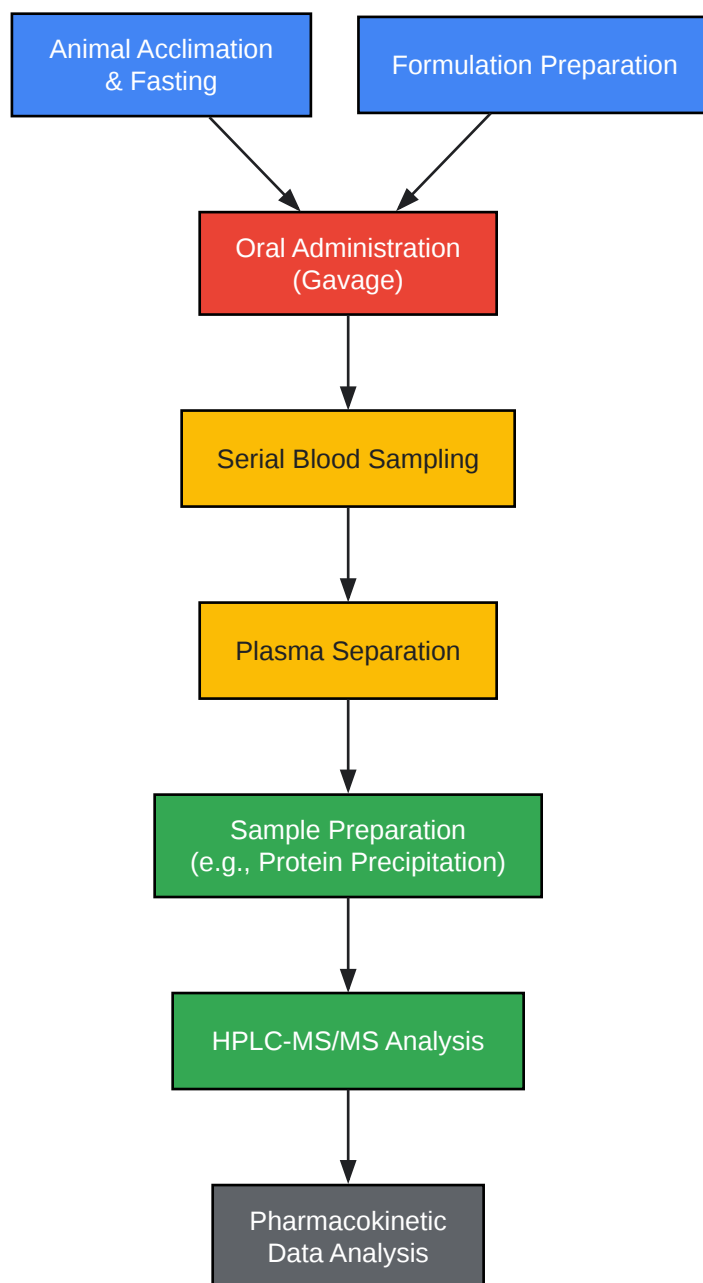 Animal Acclimation
& Fasting
Formulation Preparation
Oral Administration
(Gavage)
Serial Blood Sampling
Plasma Separation
Sample Preparation
(e.g., Protein Precipitation)
HPLC-MS/MS Analysis
Pharmacokinetic
Data Analysis